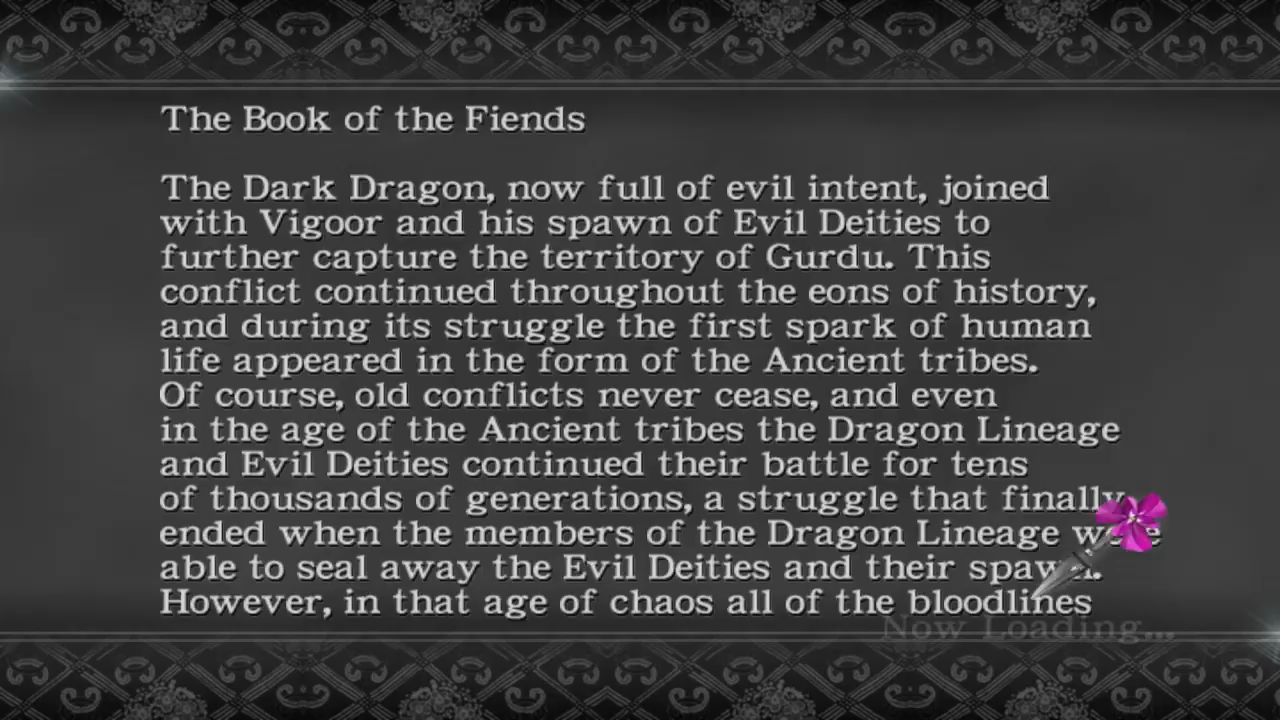 The Book of the Fiends
The Dark Dragon, now full of evil intent, joined
with Vigoor and his spawn of Evil Deities to
further capture the territory of Gurdu. This
conflict continued throughout the eons of history,
and during its struggle the first spark of human
life appeared in the form of the Ancient tribes.
Of course, old conflicts never cease, and even
in the age of the Ancient tribes the Dragon Lineage
and Evil Deities continued their battle for tens
of thousands of generations, a struggle that finally
ended when the members of the Dragon Lineage were
able to seal away the Evil Deities and their spawn.
However, in that age of chaos all of the bloodlines
Now Loading...